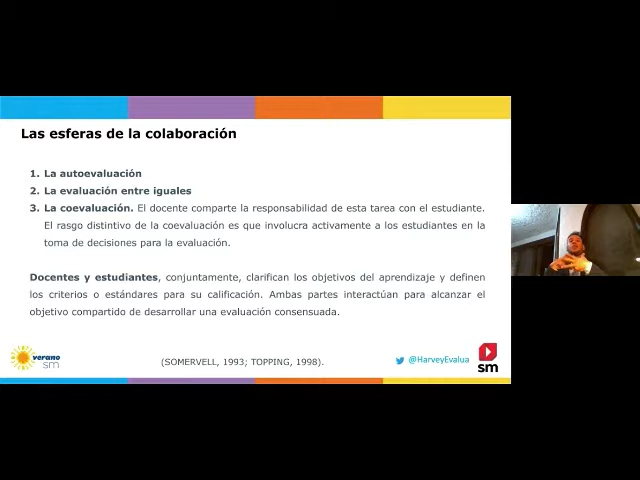 Las esferas de la colaboración
1. La autoevaluación
2. La evaluación entre iguales
3. La coevaluación. El docente comparte la responsabilidad de esta tarea con el estudiante.
El rasgo distintivo de la coevaluación es que involucra activamente a los estudiantes en la
toma de decisiones para la evaluación.
Docentes y estudiantes, conjuntamente, clarifican los objetivos del aprendizaje y definen
los criterios o estándares para su calificación. Ambas partes interactúan para alcanzar el
objetivo compartido de desarrollar una evaluación consensuada.
verano
sm
(SOMERVELL, 1993; TOPPING, 1998).
@HarveyEvalua
sm